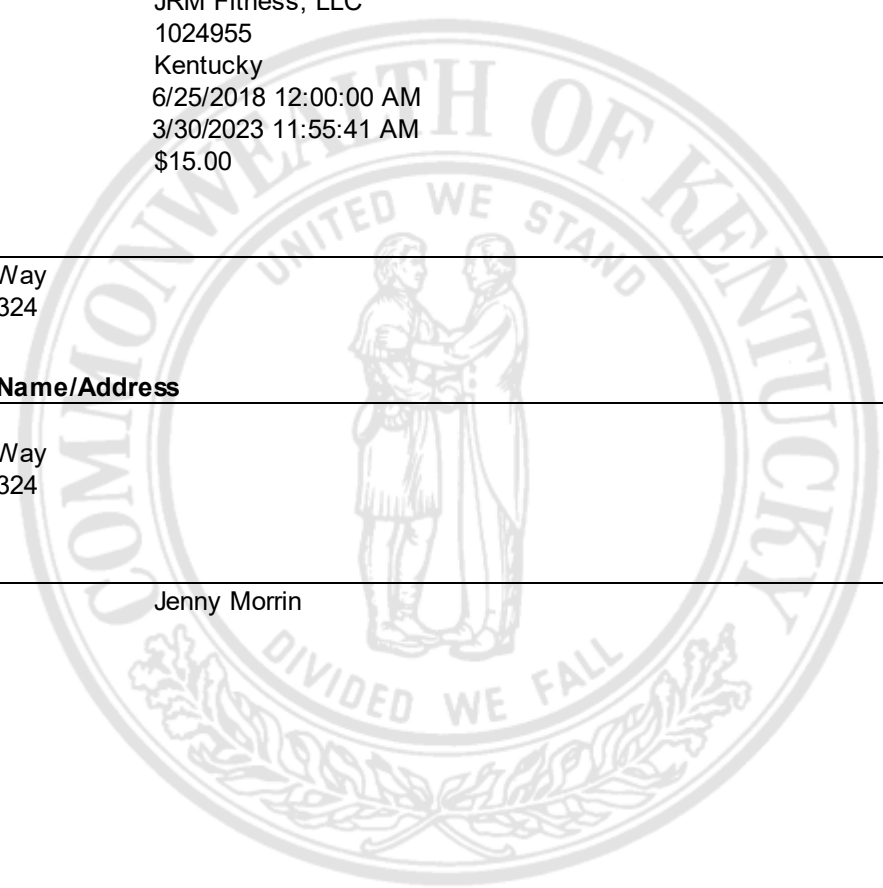 JRM Fitness, LLC
1024955
Kentucky
6/25/2018 12:00:00 AM
3/30/2023 11:55:41 AM
$15.00
Way
324
Name/Address
Way
324
Jenny Morrin
COMMONWEALTH OF KENTUCKY
UNITED WE STAND
DIVIDED WE FALL